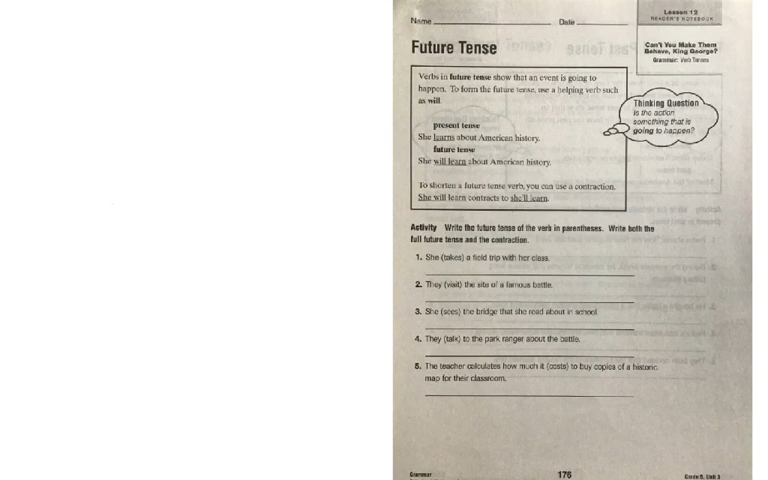 Name Date
Lesson 12
READER'S NOTEBOOK
Future Tense
Can't You Make Them
Behave, King George?
Grammar: Verb Tenses
Verbs in future tense show that an event is going to
happen. To form the future tense, use a helping verb such
as will.
present tense
She learns about American history.
future tense
She will learn about American history.
To shorten a future tense verb, you can use a contraction.
She will learn contracts to she'll learn.
Thinking Question
Is the action
something that is
going to happen?
Activity Write the future tense of the verb in parentheses. Write both the
full future tense and the contraction.
1. She (takes) a field trip with her class.
2. They (visit) the site of a famous battle.
3. She (sees) the bridge that she read about in school.
4. They (talk) to the park ranger about the battle.
5. The teacher calculates how much it (costs) to buy copies of a historic
map for their classroom.
Grammar 176 Grade 5, Unit 3